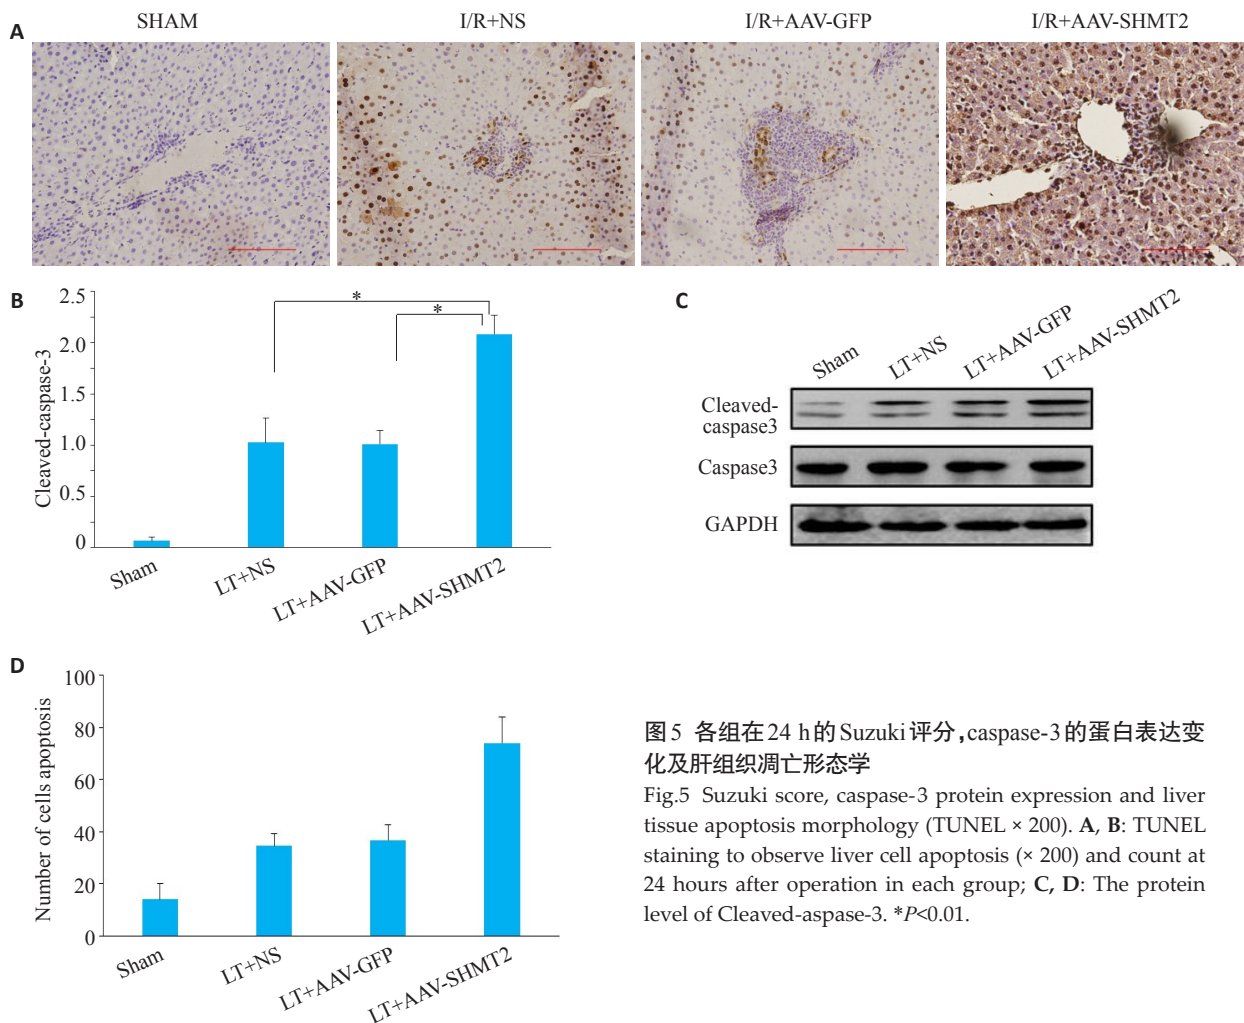 A
SHAM
I/R+NS
I/R+AAV-GFP
I/R+AAV-SHMT2
B
Cleaved-caspase-3
2.5
2.0
1.5
1.0
0.5
0
*
*
Sham
LT+NS
LT+AAV-GFP
LT+AAV-SHMT2
C
Sham
LT+NS
LT+AAV-GFP
LT+AAV-SHMT2
Cleaved-
caspase3
Caspase3
GAPDH
D
Number of cells apoptosis
100
80
60
40
20
0
Sham
LT+NS
LT+AAV-GFP
LT+AAV-SHMT2
图5 各组在24 h的Suzuki评分,caspase-3的蛋白表达变
化及肝组织凋亡形态学
Fig.5 Suzuki score, caspase-3 protein expression and liver
tissue apoptosis morphology (TUNEL × 200). A, B: TUNEL
staining to observe liver cell apoptosis (× 200) and count at
24 hours after operation in each group; C, D: The protein
level of Cleaved-aspase-3. *P<0.01.